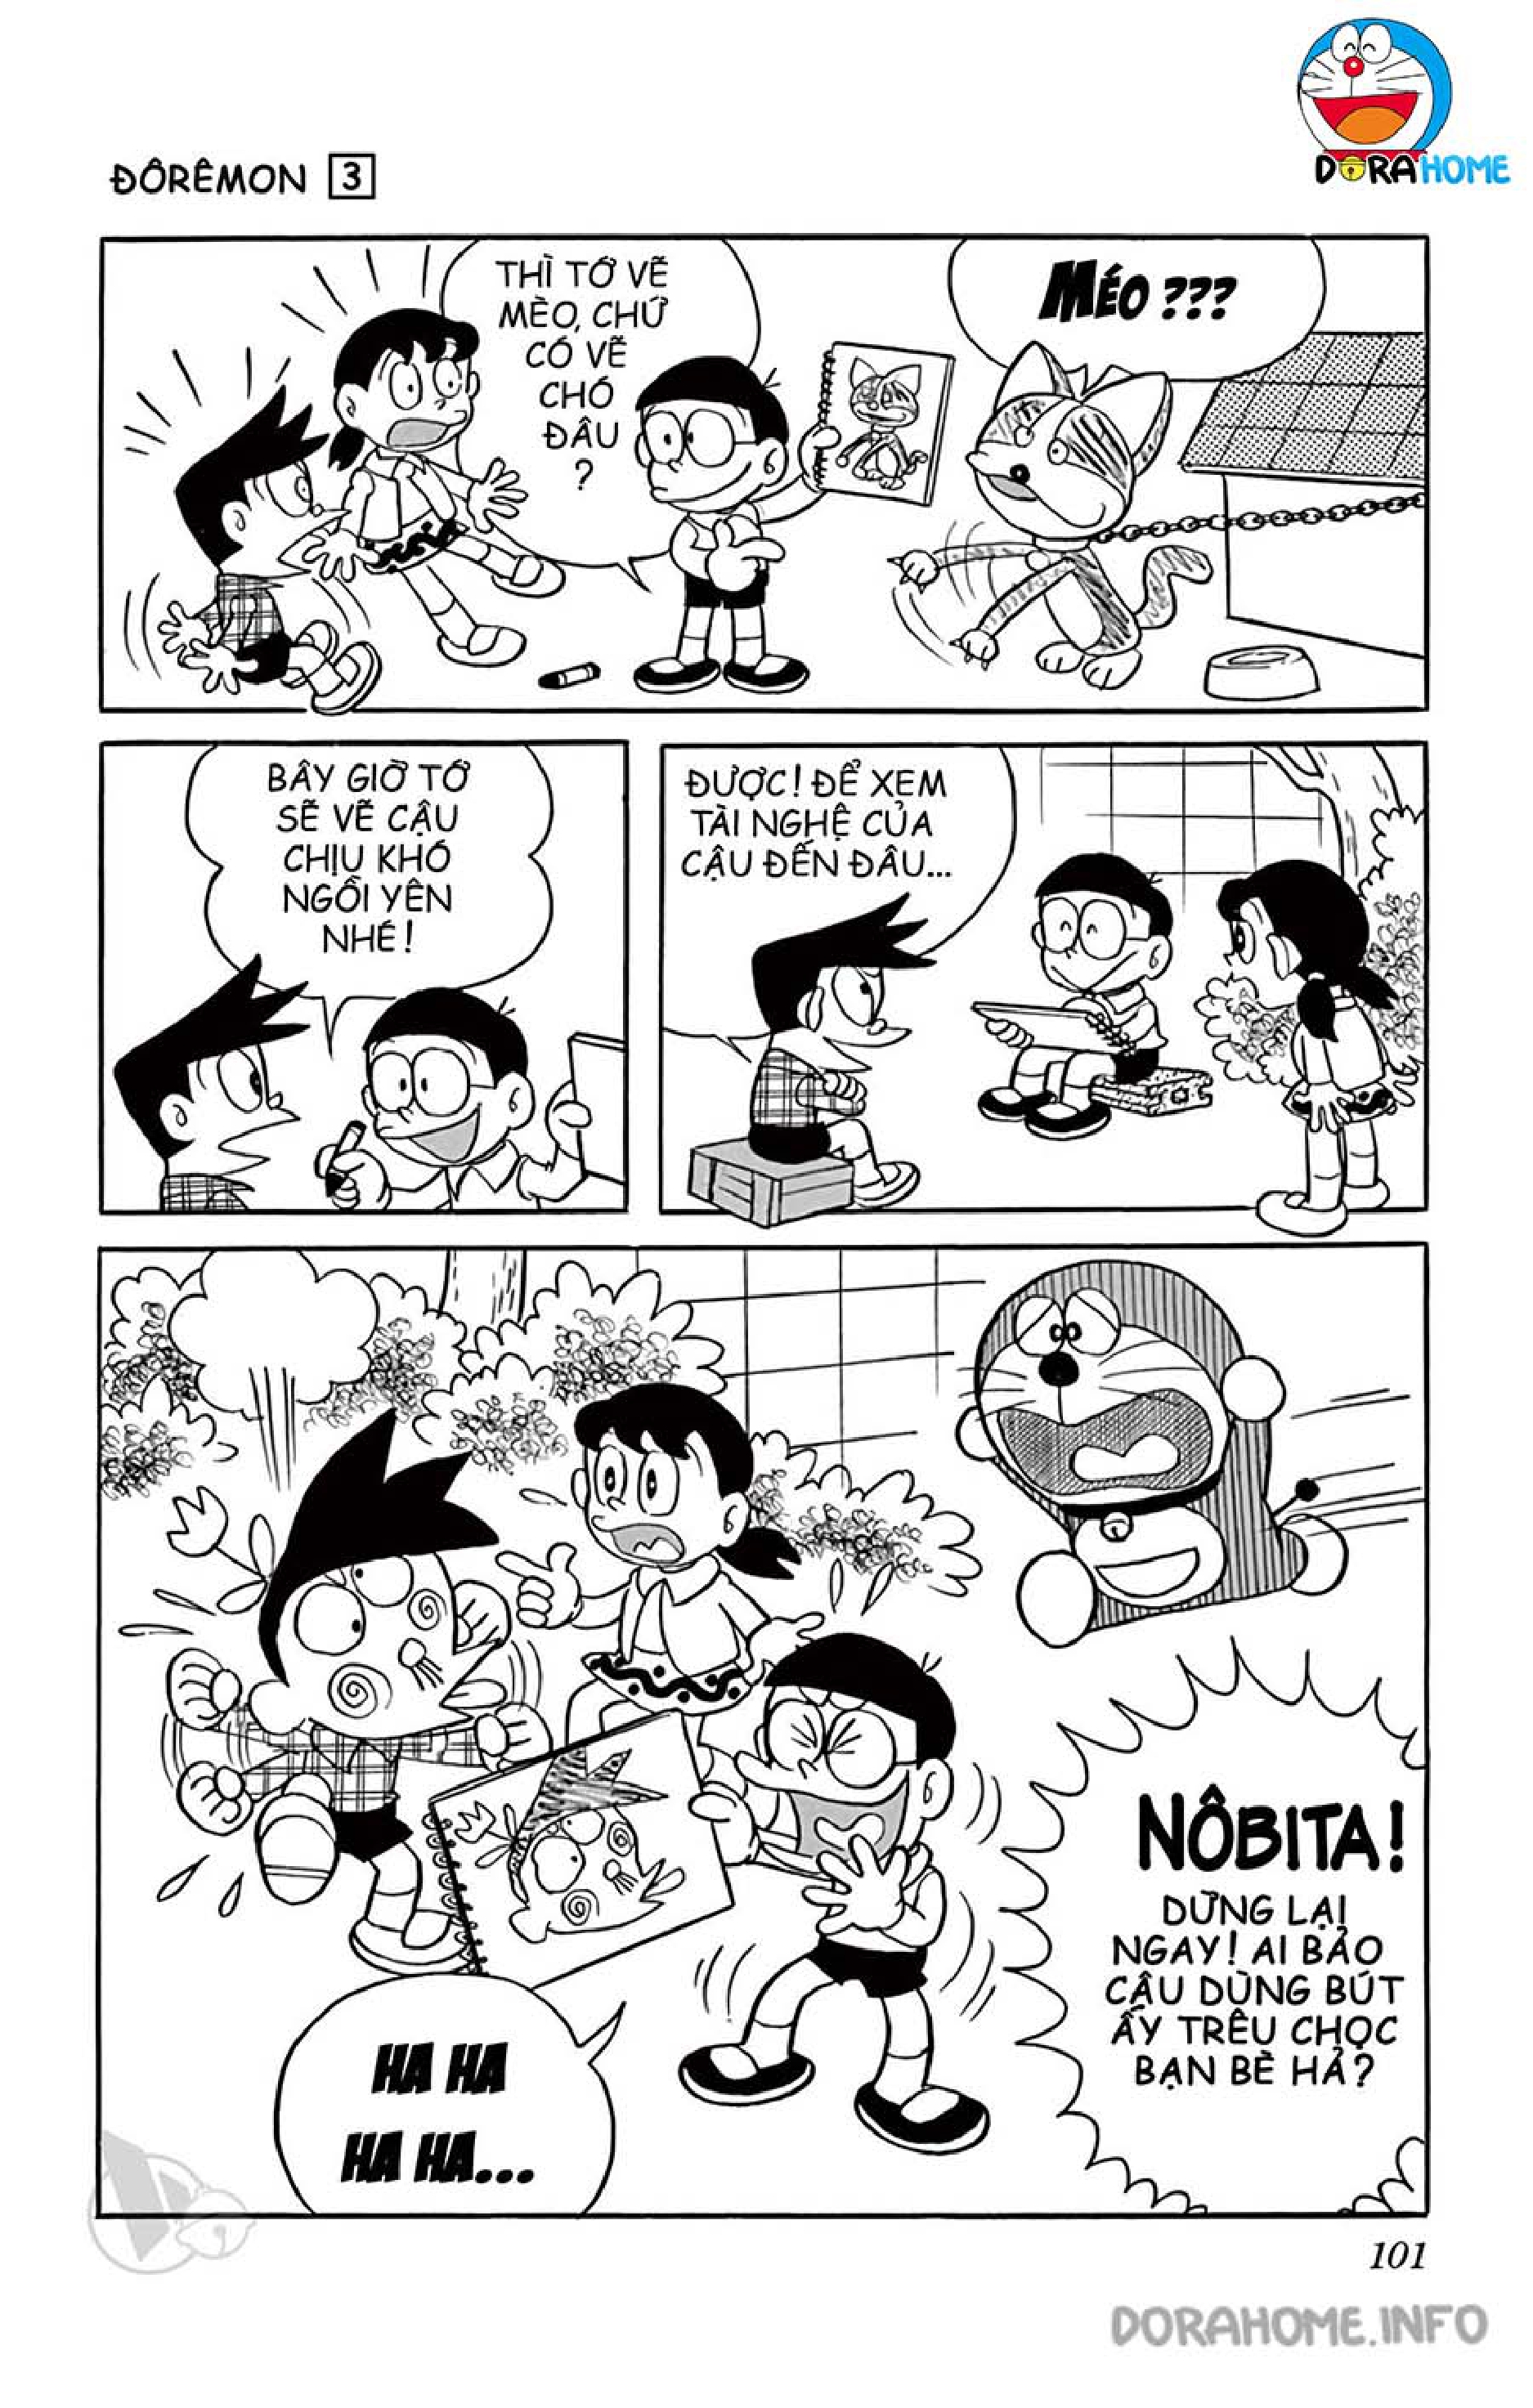 DORAHOME
ĐÔRÊMON 3
THÌ TỚ VẼ
MÈO, CHỨ
CÓ VẼ
CHÓ
ĐÂU
?
MÉO ???
BÂY GIỜ TỚ
SẼ VẼ CẬU
CHỊU KHÓ
NGỒI YÊN
NHÉ!
ĐƯỢC! ĐỂ XEM
TÀI NGHỆ CỦA
CẬU ĐẾN ĐÂU...
NÔBITA!
DỪNG LẠI
NGAY! AI BẢO
CẬU DÙNG BÚT
ẤY TRÊU CHỌC
BẠN BÈ HẢ?
HA HA
HA HA...
101
DORAHOME.INFO